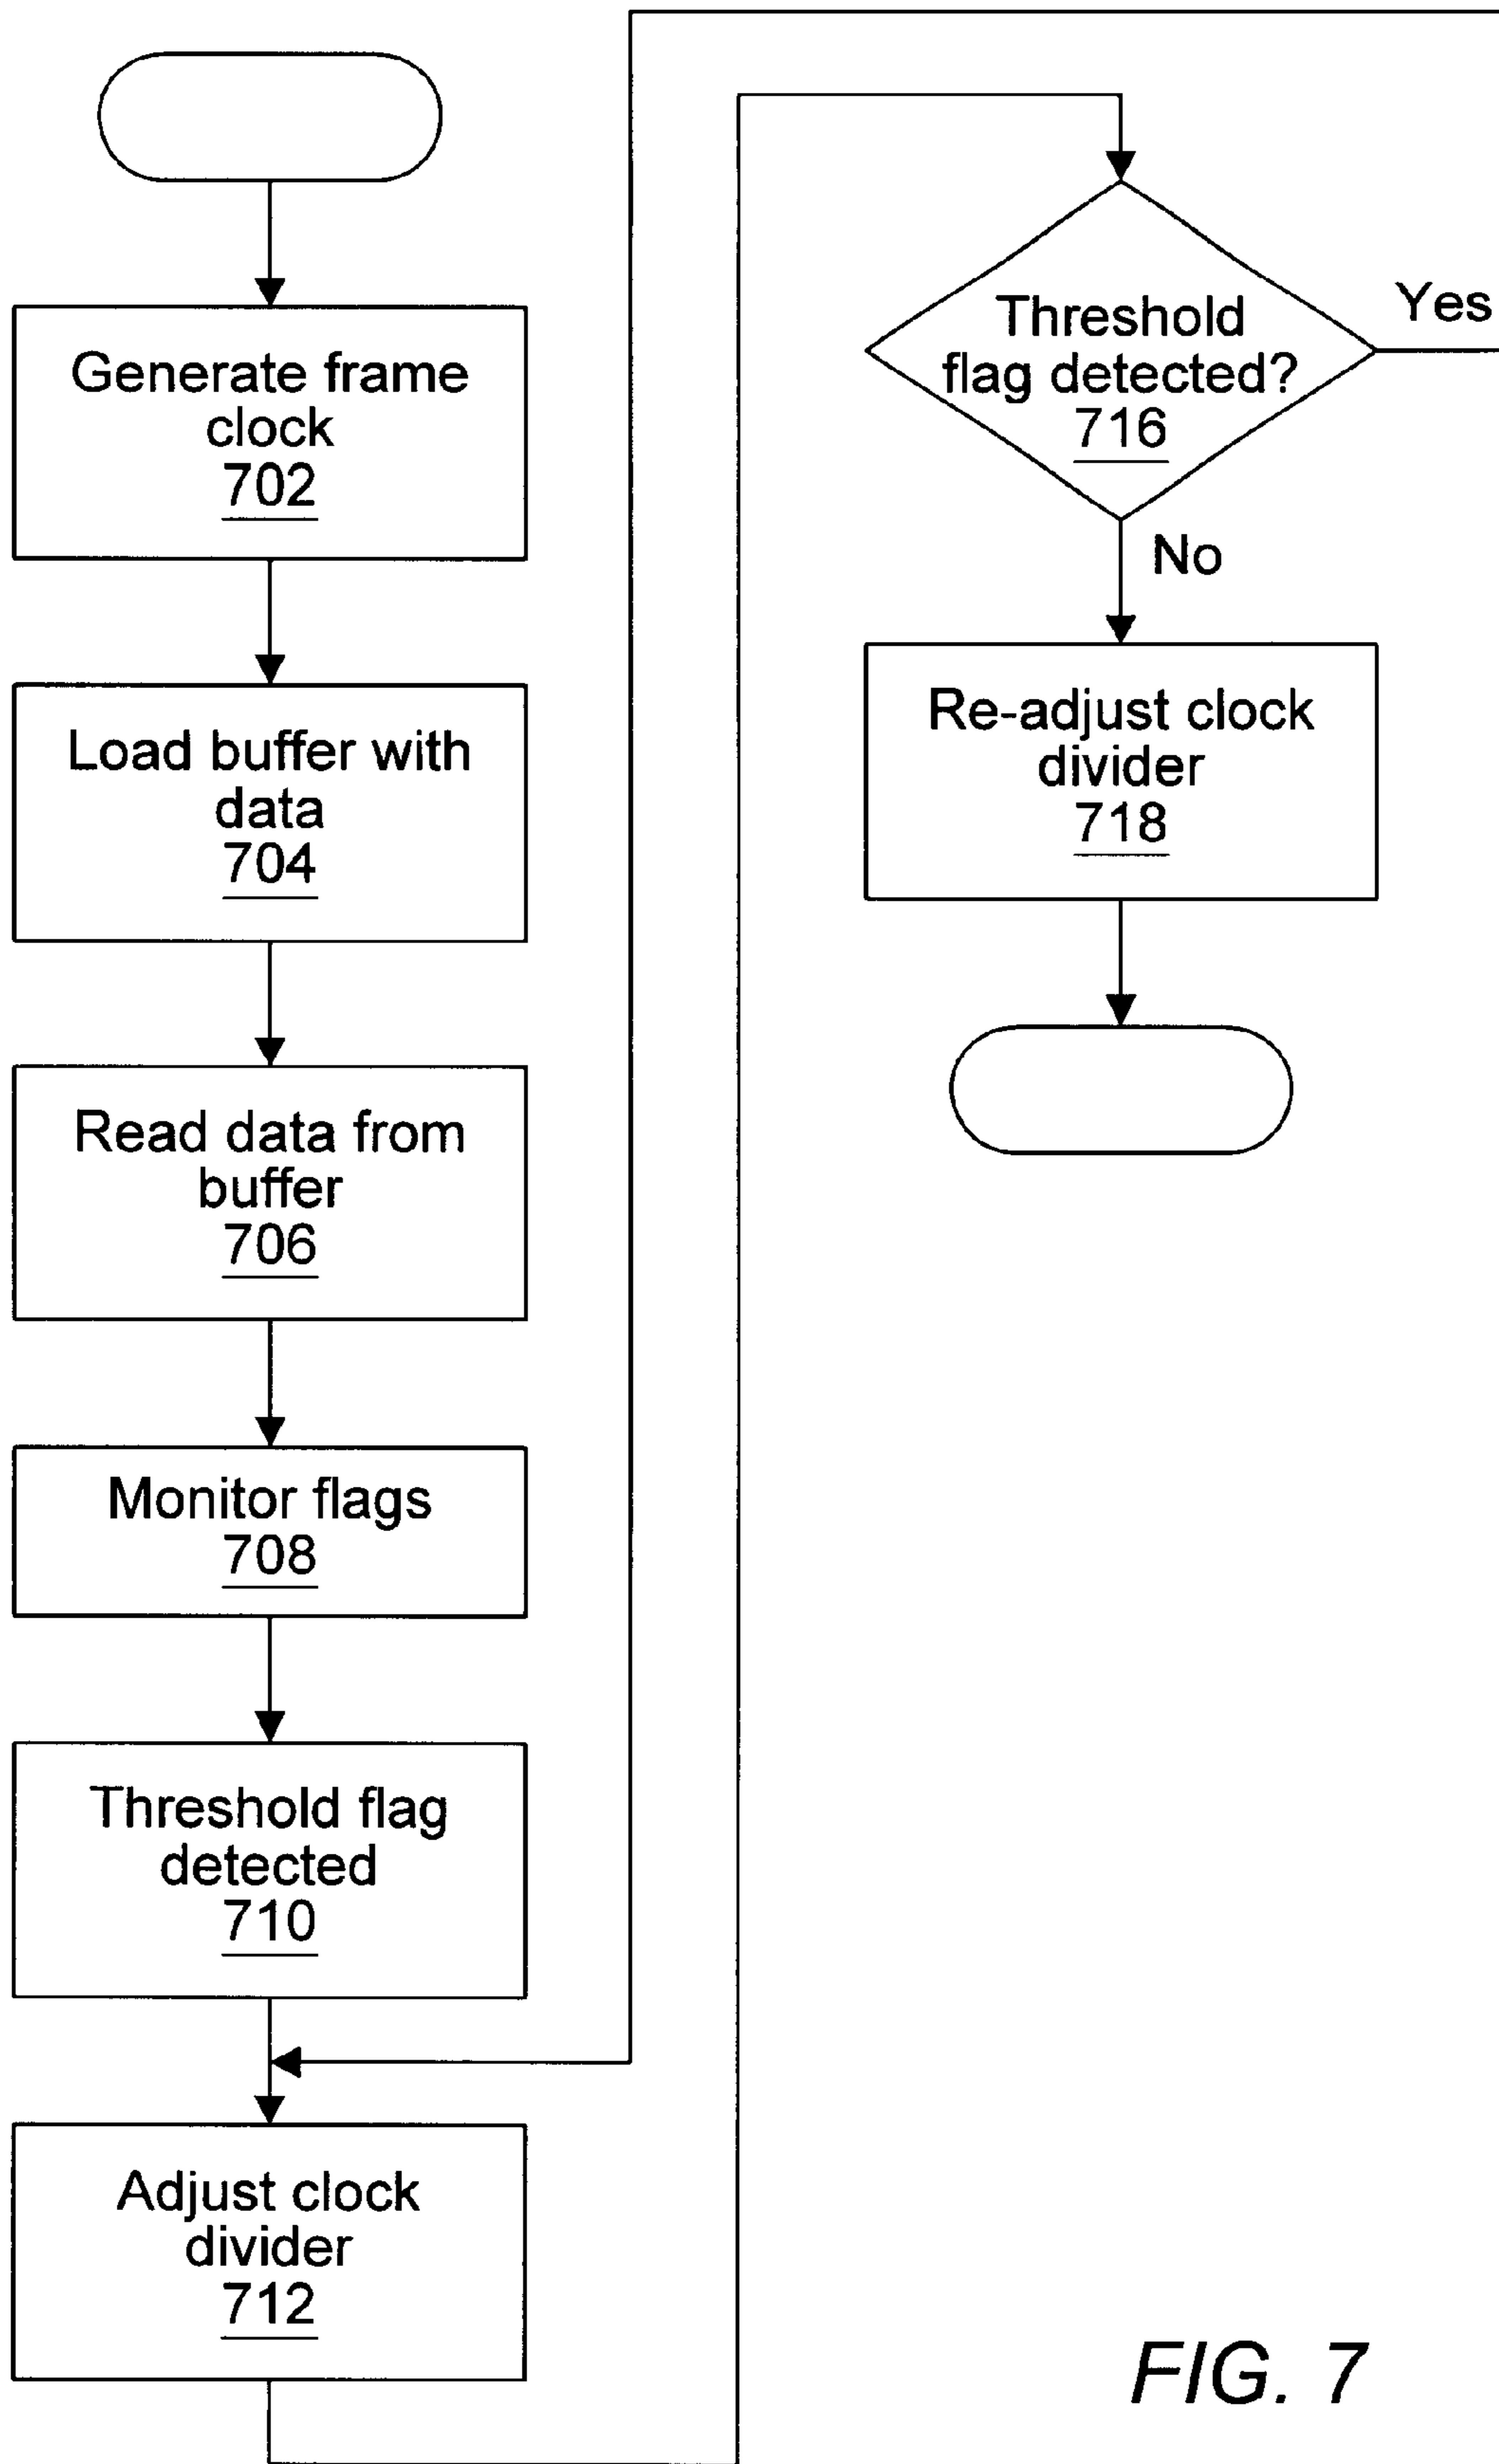 Generate frame
clock
702
Load buffer with
data
704
Read data from
buffer
706
Monitor flags
708
Threshold flag
detected
710
Adjust clock
divider
712
Threshold
flag detected?
716
Yes
No
Re-adjust clock
divider
718
FIG. 7